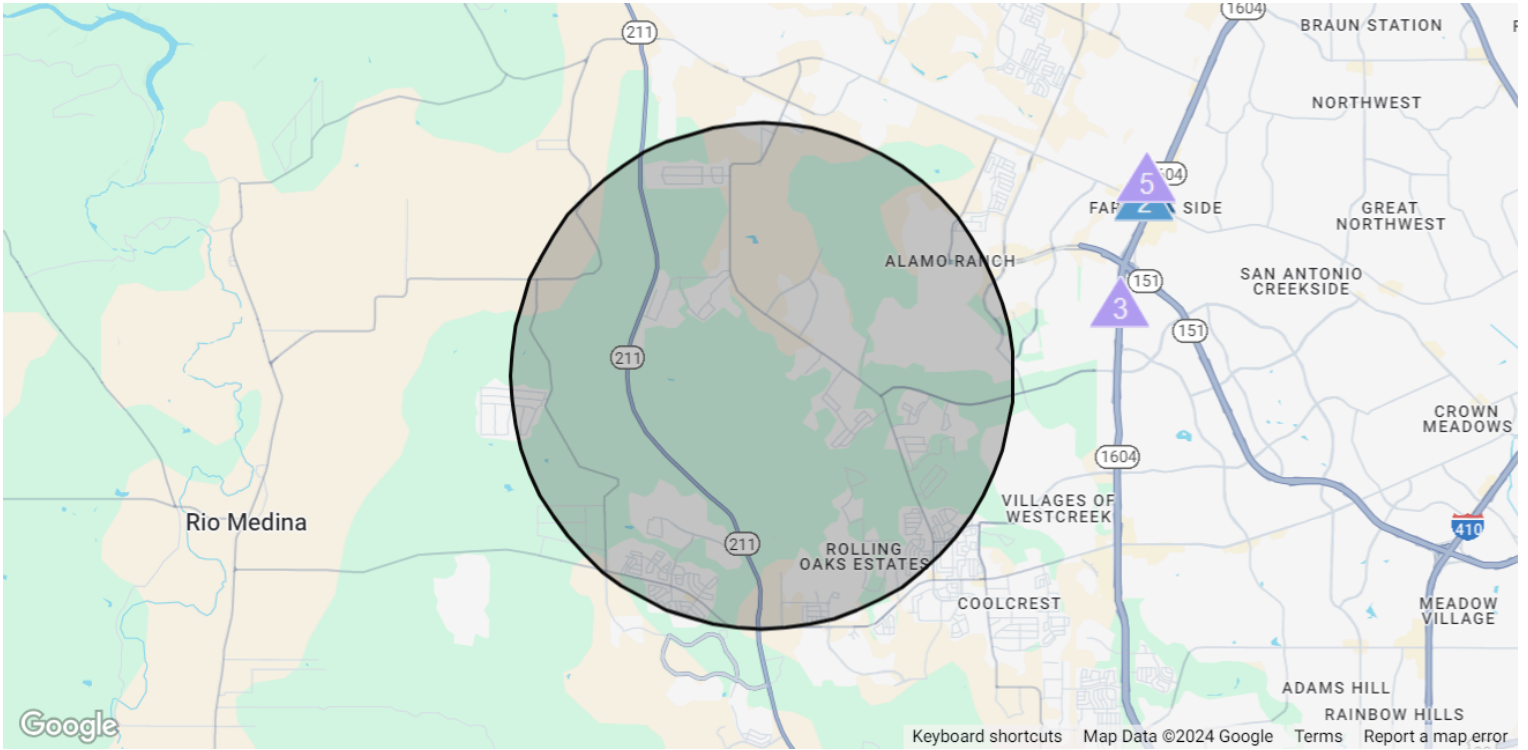 1604
211
BRAUN STATION
NORTHWEST
5
604
2
FAR
SIDE
GREAT
NORTHWEST
ALAMO RANCH
151
SAN ANTONIO
CREEKSIDE
3
151
211
CROWN
MEADOWS
1604
VILLAGES OF
WESTCREEK
Rio Medina
410
211
ROLLING
OAKS ESTATES
COOLCREST
MEADOW
VILLAGE
ADAMS HILL
RAINBOW HILLS
Google
Keyboard shortcuts Map Data ©2024 Google Terms Report a map error